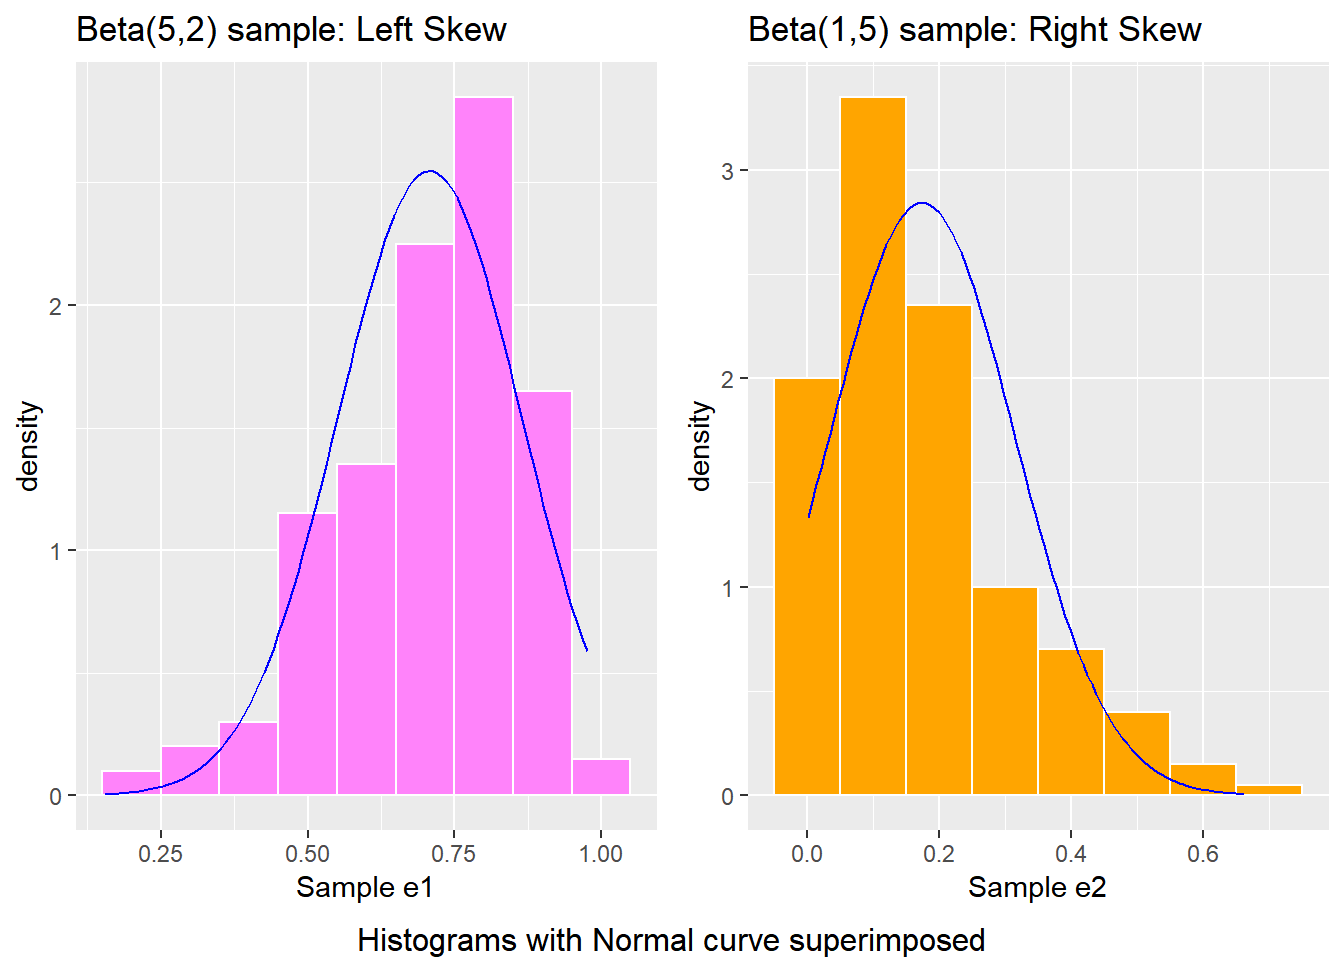 Beta(5,2) sample: Left Skew
density
2
1
0
0.25 0.50 0.75 1.00
Sample e1
Beta(1,5) sample: Right Skew
density
3
2
1
0
0.0 0.2 0.4 0.6
Sample e2
Histograms with Normal curve superimposed